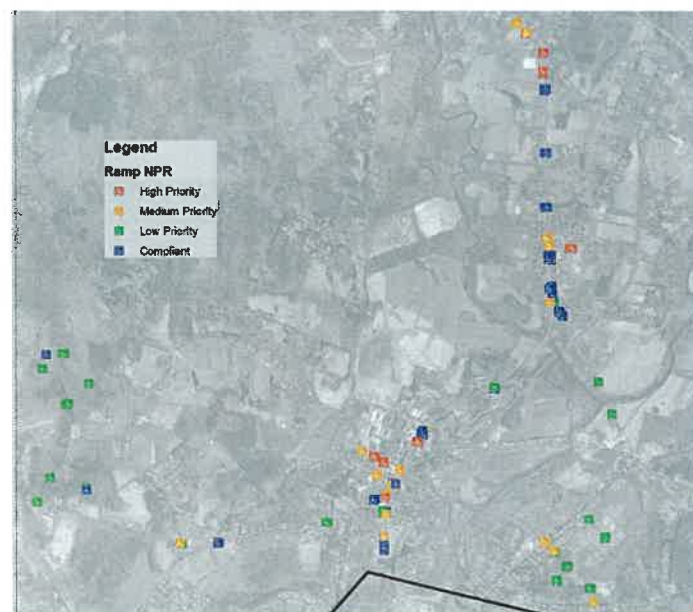 Legend
Ramp NPR
High Priority
Medium Priority
Low Priority
Compliant